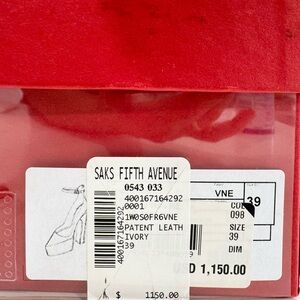 SAKS FIFTH AVENUE
0543 033
400167164292
0001
1W0S0FR6VNE
PATENT LEATH
IVORY
39
400167164292
$ 1150.00
VNE
39
098
SIZE
39
DIM
1,150.00